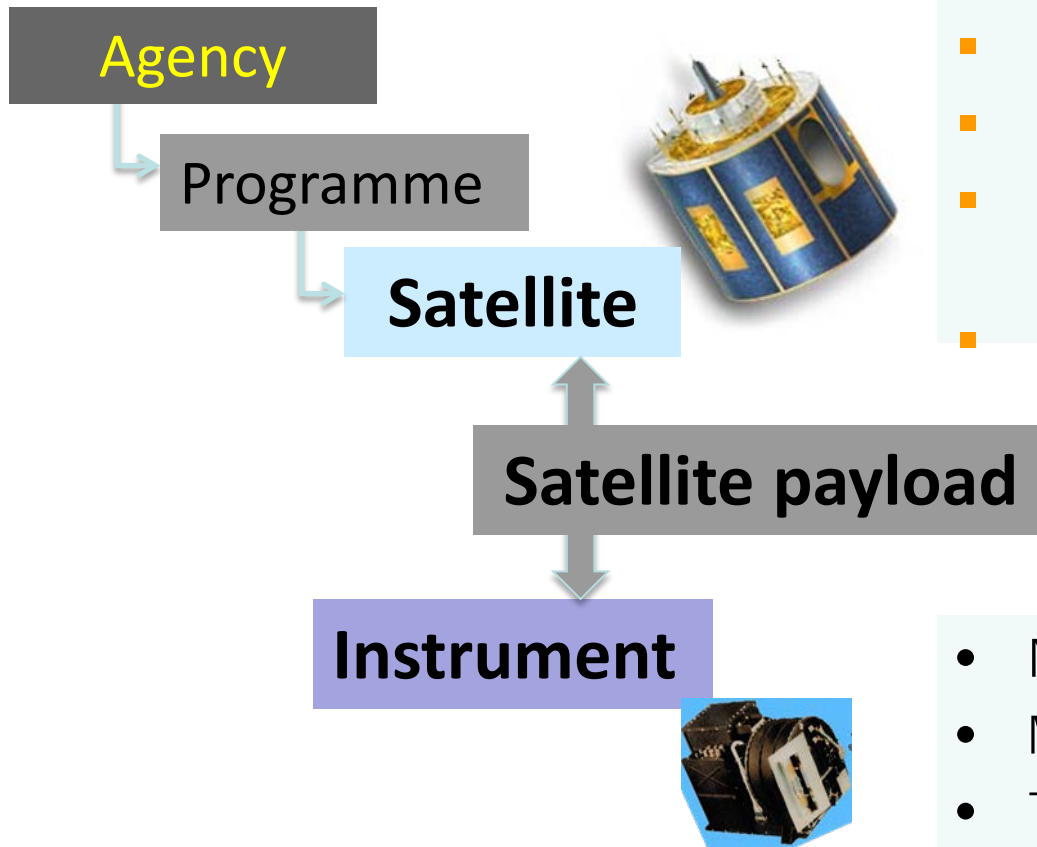 Agency
Programme
Satellite
Satellite payload
Instrument